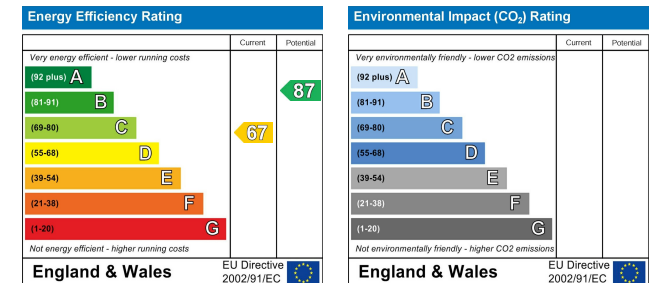 Energy Efficiency Rating
Current Potential
Very energy efficient - lower running costs
(92 plus) A
(81-91) B
87
(69-80) C
67
(55-68) D
(39-54) E
(21-38) F
(1-20) G
Not energy efficient - higher running costs
England & Wales
EU Directive
2002/91/EC
Environmental Impact (CO₂) Rating
Current Potential
Very environmentally friendly - lower CO2 emissions
(92 plus) A
(81-91) B
(69-80) C
(55-68) D
(39-54) E
(21-38) F
(1-20) G
Not environmentally friendly - higher CO2 emissions
England & Wales
EU Directive
2002/91/EC